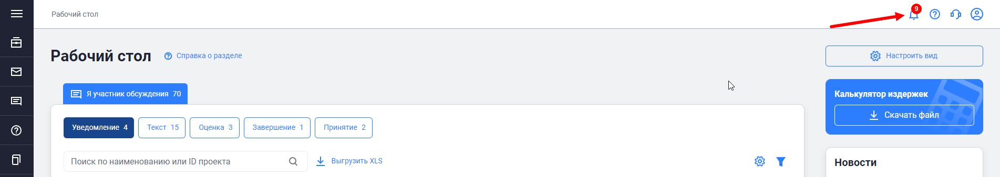 Рабочий стол
9
Рабочий стол
Справка о разделе
Настроить вид
Я участник обсуждения 70
Калькулятор издержек
Скачать файл
Уведомление 4
Текст 15
Оценка 3
Завершение 1
Принятие 2
Поиск по наименованию или ID проекта
Выгрузить XLS
Новости